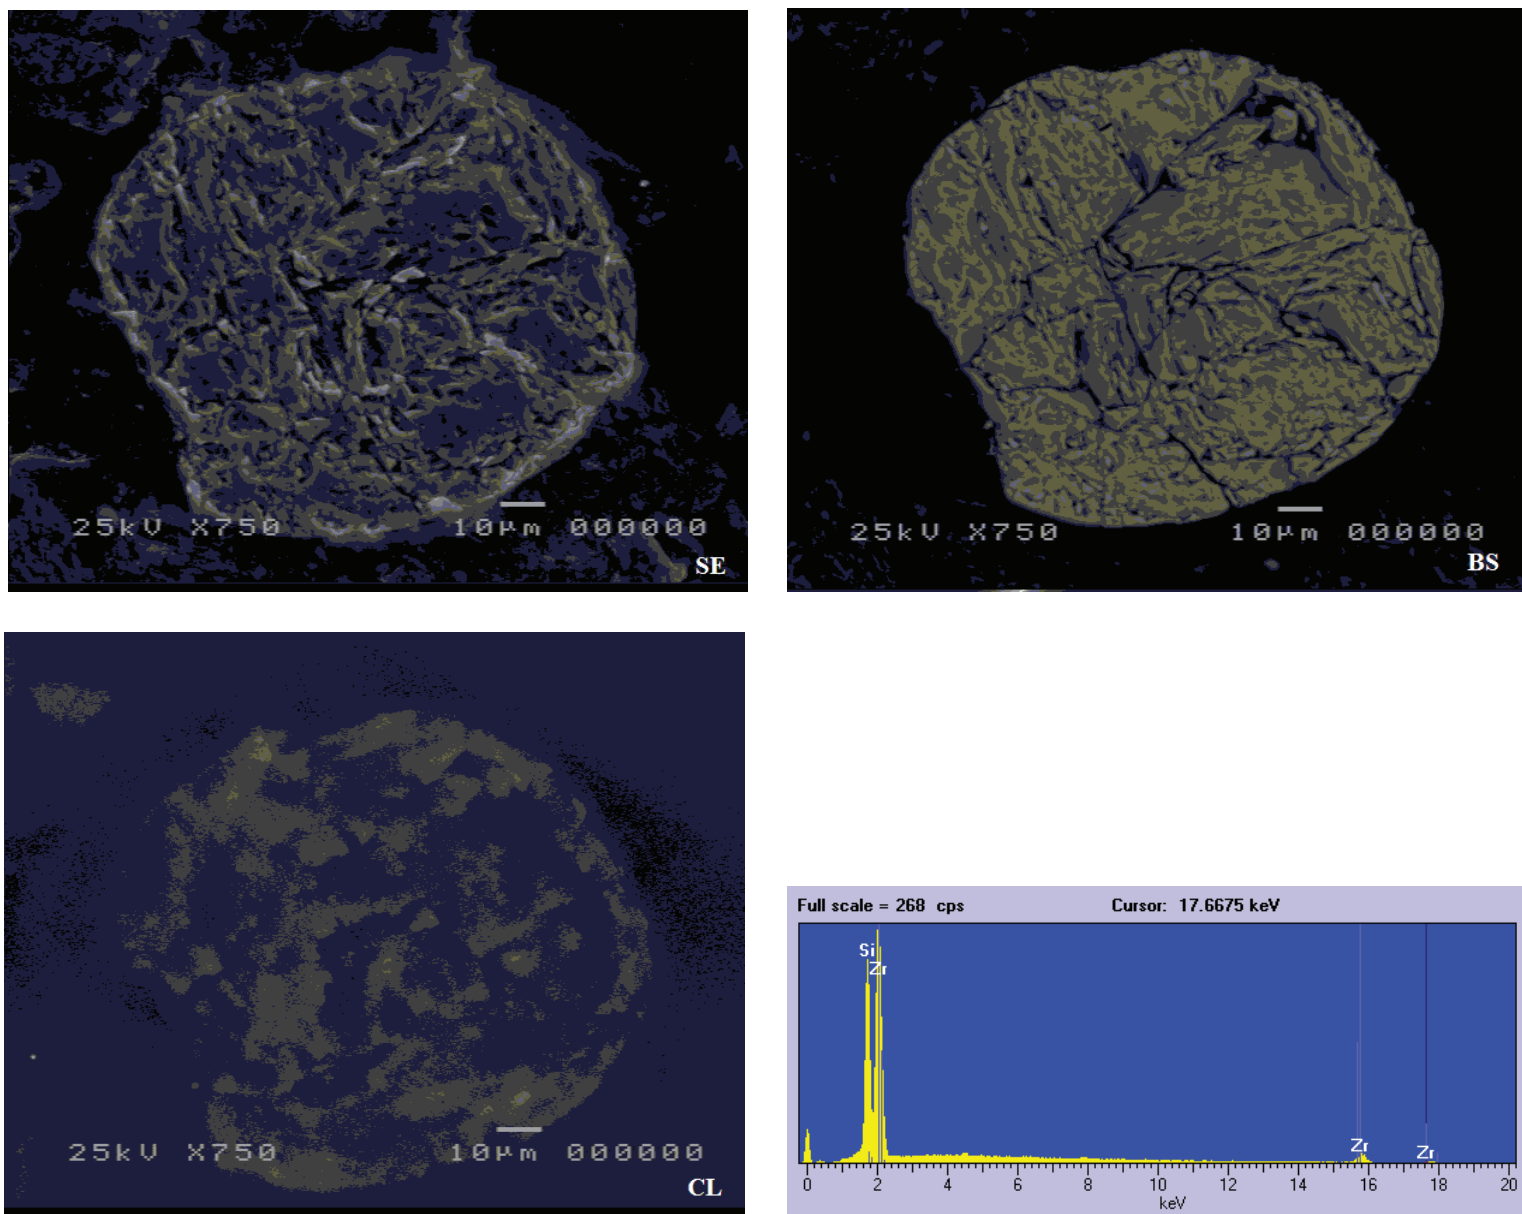 25kV X750 10µm 000000
SE
25kV X750 10µm 000000
BS
25kV X750 10µm 000000
CL
Full scale = 268 cps Cursor: 17.6675 keV
Si
Zr
Zr
Zr
0 2 4 6 8 10 12 14 16 18 20
keV